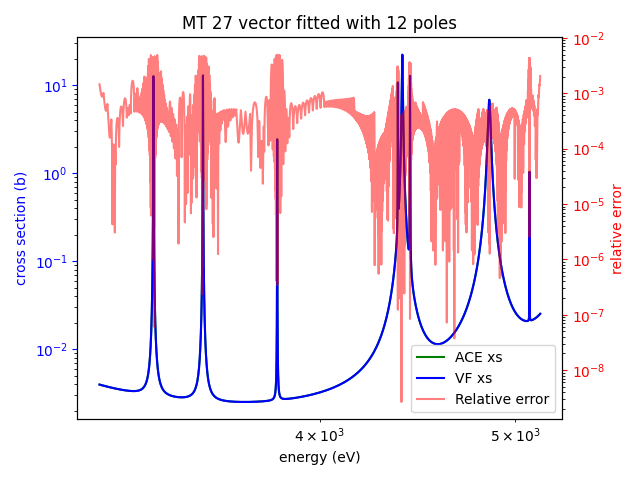 MT 27 vector fitted with 12 poles
10¹
10⁰
10⁻¹
10⁻²
cross section (b)
10⁻²
10⁻³
10⁻⁴
10⁻⁵
10⁻⁶
10⁻⁷
10⁻⁸
relative error
ACE xs
VF xs
Relative error
4 × 10³
5 × 10³
energy (eV)